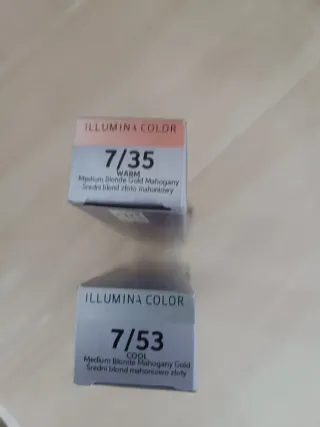 ILLUMINA COLOR
7/35
WARM
Medium Blonde Gold Mahogany
Średni blond złoto mahoniowy
ILLUMINA COLOR
7/53
COOL
Medium Blonde Mahogany Gold
Średni blond mahoniowo złoty